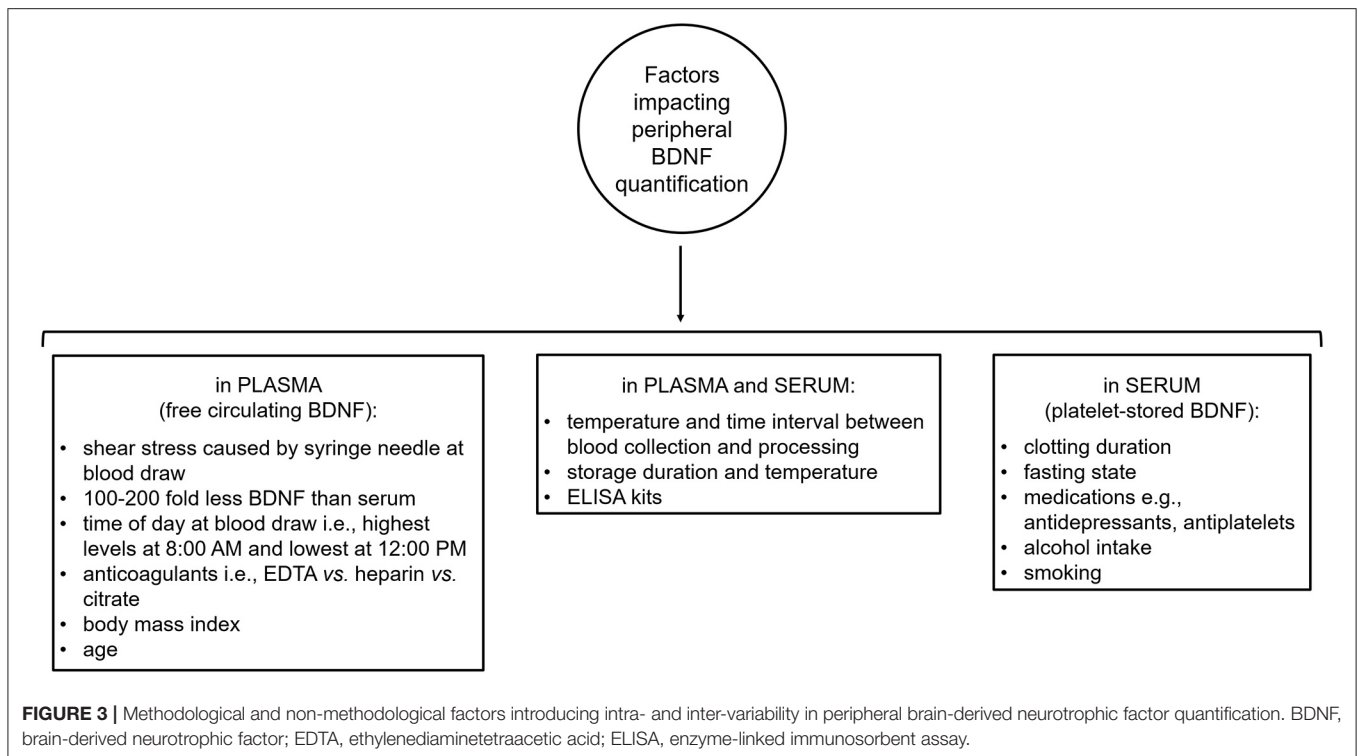 Factors
impacting
peripheral
BDNF
quantification
in PLASMA
(free circulating BDNF):
• shear stress caused by syringe needle at
blood draw
• 100-200 fold less BDNF than serum
• time of day at blood draw i.e., highest
levels at 8:00 AM and lowest at 12:00 PM
• anticoagulants i.e., EDTA vs. heparin vs.
citrate
• body mass index
• age
in PLASMA and SERUM:
• temperature and time interval between
blood collection and processing
• storage duration and temperature
• ELISA kits
in SERUM
(platelet-stored BDNF):
• clotting duration
• fasting state
• medications e.g.,
antidepressants, antiplatelets
• alcohol intake
• smoking
FIGURE 3 | Methodological and non-methodological factors introducing intra- and inter-variability in peripheral brain-derived neurotrophic factor quantification. BDNF,
brain-derived neurotrophic factor; EDTA, ethylenediaminetetraacetic acid; ELISA, enzyme-linked immunosorbent assay.